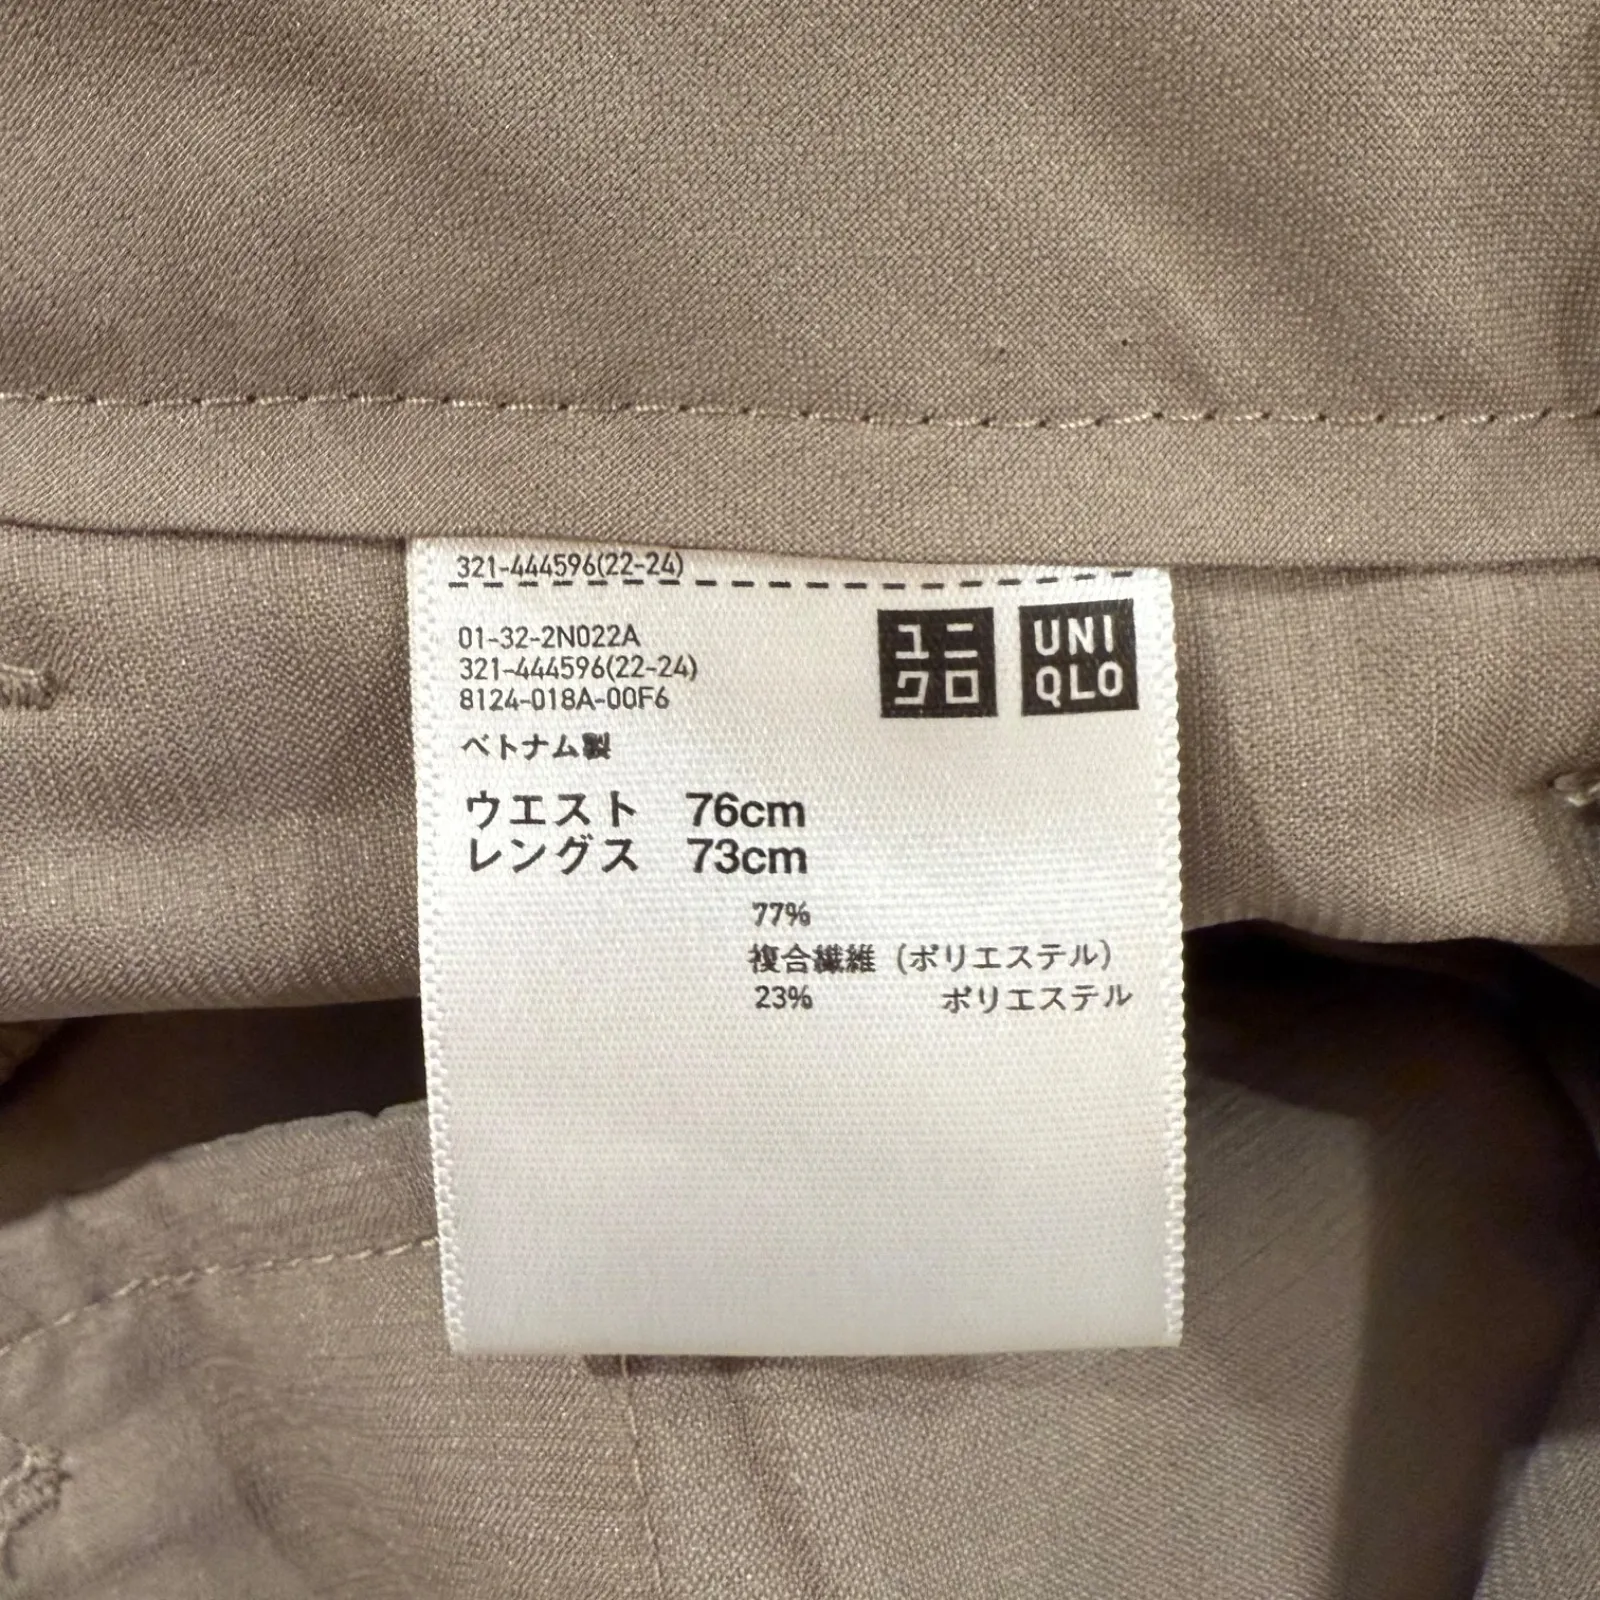 321-444596(22-24)
01-32-2N022A
321-444596(22-24)
8124-018A-00F6
ユニ
クロ
UNI
QLO
ベトナム製
ウエスト 76cm
レングス 73cm
77%
複合繊維 (ポリエステル)
23% ポリエステル